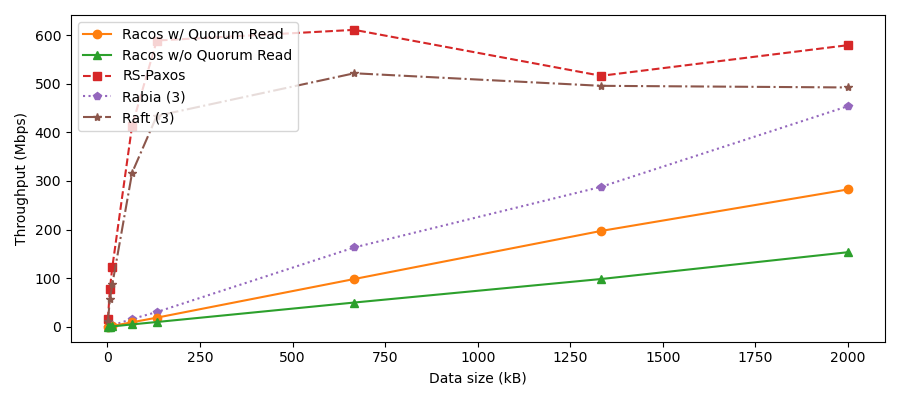 Racos w/ Quorum Read
Racos w/o Quorum Read
RS-Paxos
Rabia (3)
Raft (3)
Throughput (Mbps)
600
500
400
300
200
100
0
0 250 500 750 1000 1250 1500 1750 2000
Data size (kB)